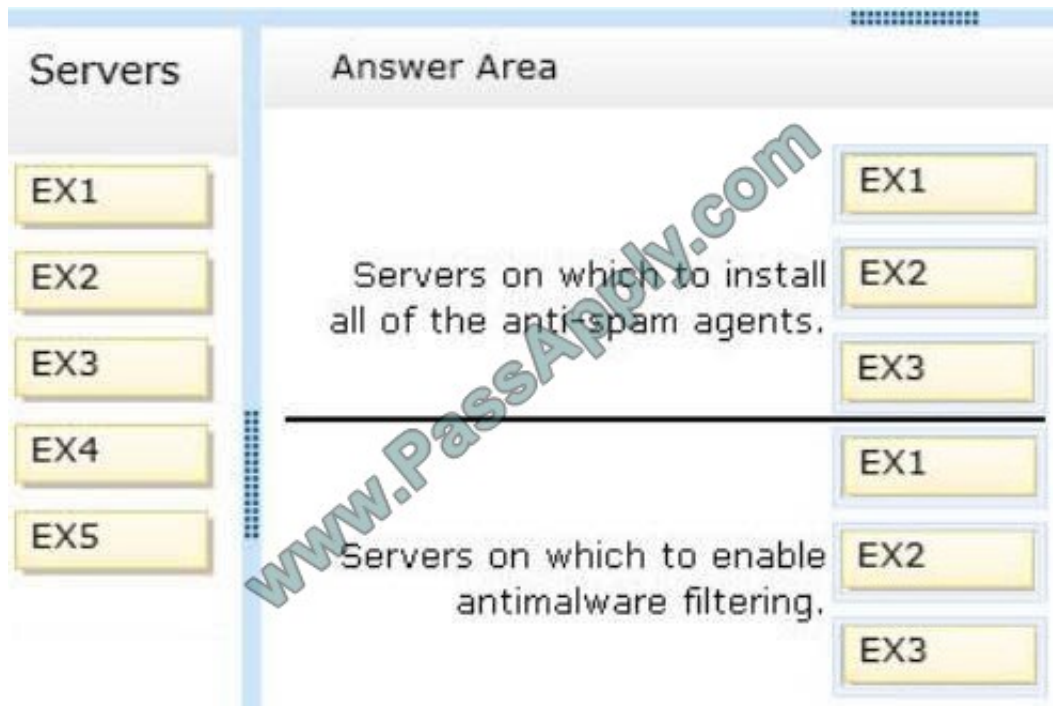 Servers
EX1
EX2
EX3
EX4
EX5
Answer Area
Servers on which to install
all of the anti-spam agents.
EX1
EX2
EX3
Servers on which to enable
antimalware filtering.
EX1
EX2
EX3
www.PassApply.com